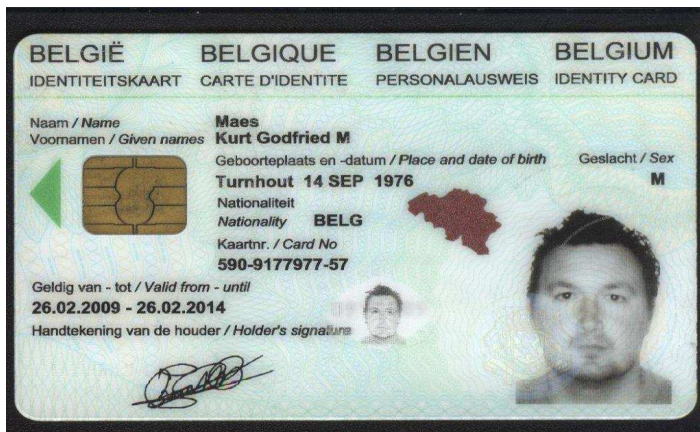 BELGIË BELGIQUE BELGIEN BELGIUM
IDENTITEITSKAART CARTE D'IDENTITE PERSONALAUSWEIS IDENTITY CARD
Naam / Name Maes
Voornamen / Given names Kurt Godfried M
Geboorteplaats en -datum / Place and date of birth Geslacht / Sex
Turnhout 14 SEP 1976 M
Nationaliteit
Nationality BELG
Kaartnr. / Card No
590-9177977-57
Geldig van - tot / Valid from - until
26.02.2009 - 26.02.2014
Handtekening van de houder / Holder's signature